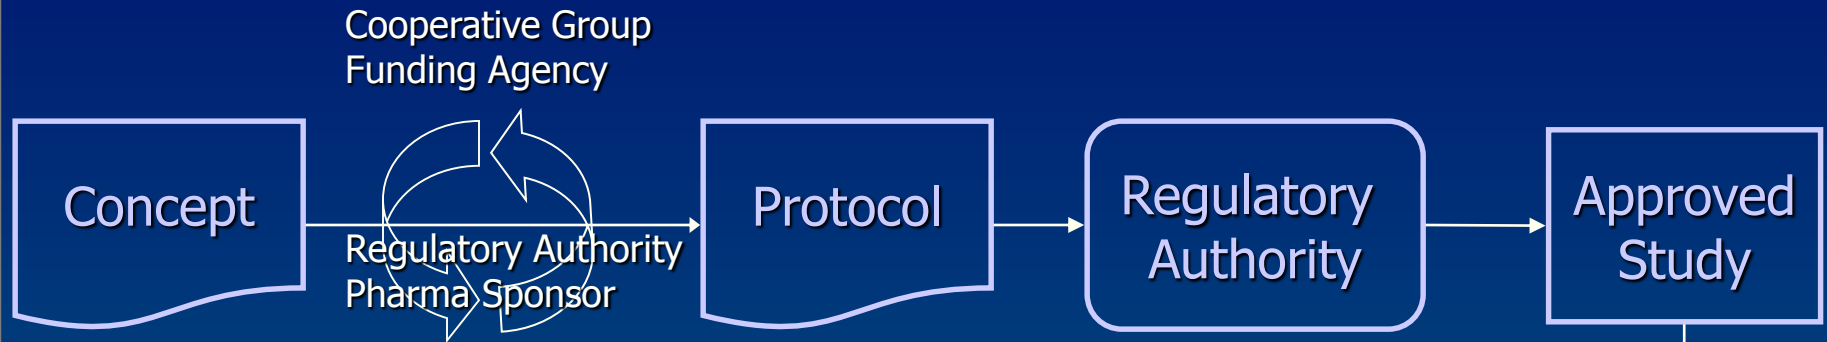 Cooperative Group
Funding Agency
Concept
Regulatory Authority
Pharma Sponsor
Protocol
Regulatory
Authority
Approved
Study